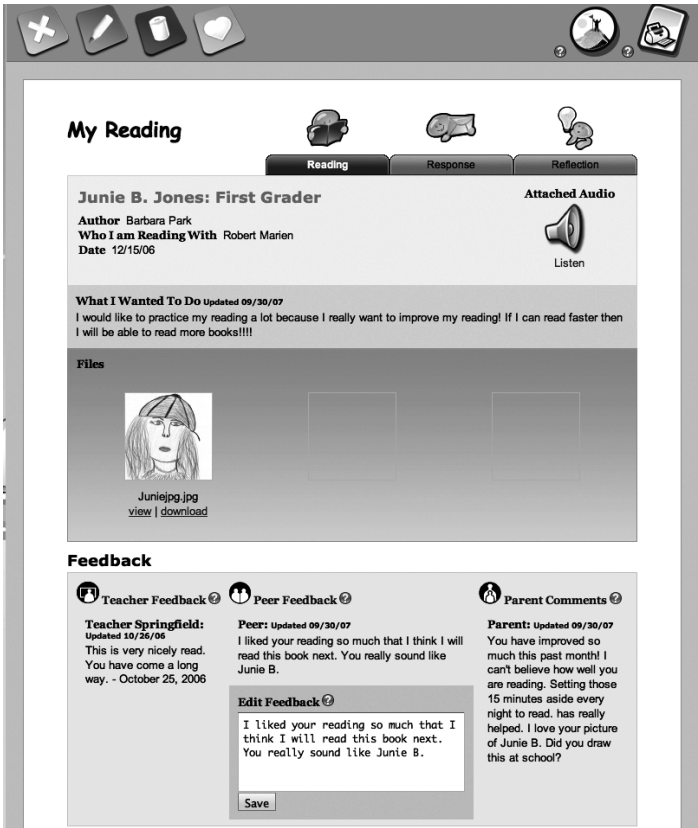 My Reading
Reading
Response
Reflection
Junie B. Jones: First Grader
Author Barbara Park
Who I am Reading With Robert Marien
Date 12/15/06
Attached Audio
Listen
What I Wanted To Do Updated 09/30/07
I would like to practice my reading a lot because I really want to improve my reading! If I can read faster then
I will be able to read more books!!!!
Files
Juniejpg.jpg
view | download
Feedback
Teacher Feedback ?
Teacher Springfield:
Updated 10/26/06
This is very nicely read.
You have come a long
way. - October 25, 2006
Peer Feedback ?
Peer: Updated 09/30/07
I liked your reading so much that I think I will
read this book next. You really sound like
Junie B.
Edit Feedback ?
I liked your reading so much that I
think I will read this book next.
You really sound like Junie B.
Save
Parent Comments ?
Parent: Updated 09/30/07
You have improved so
much this past month! I
can't believe how well you
are reading. Setting those
15 minutes aside every
night to read. has really
helped. I love your picture
of Junie B. Did you draw
this at school?